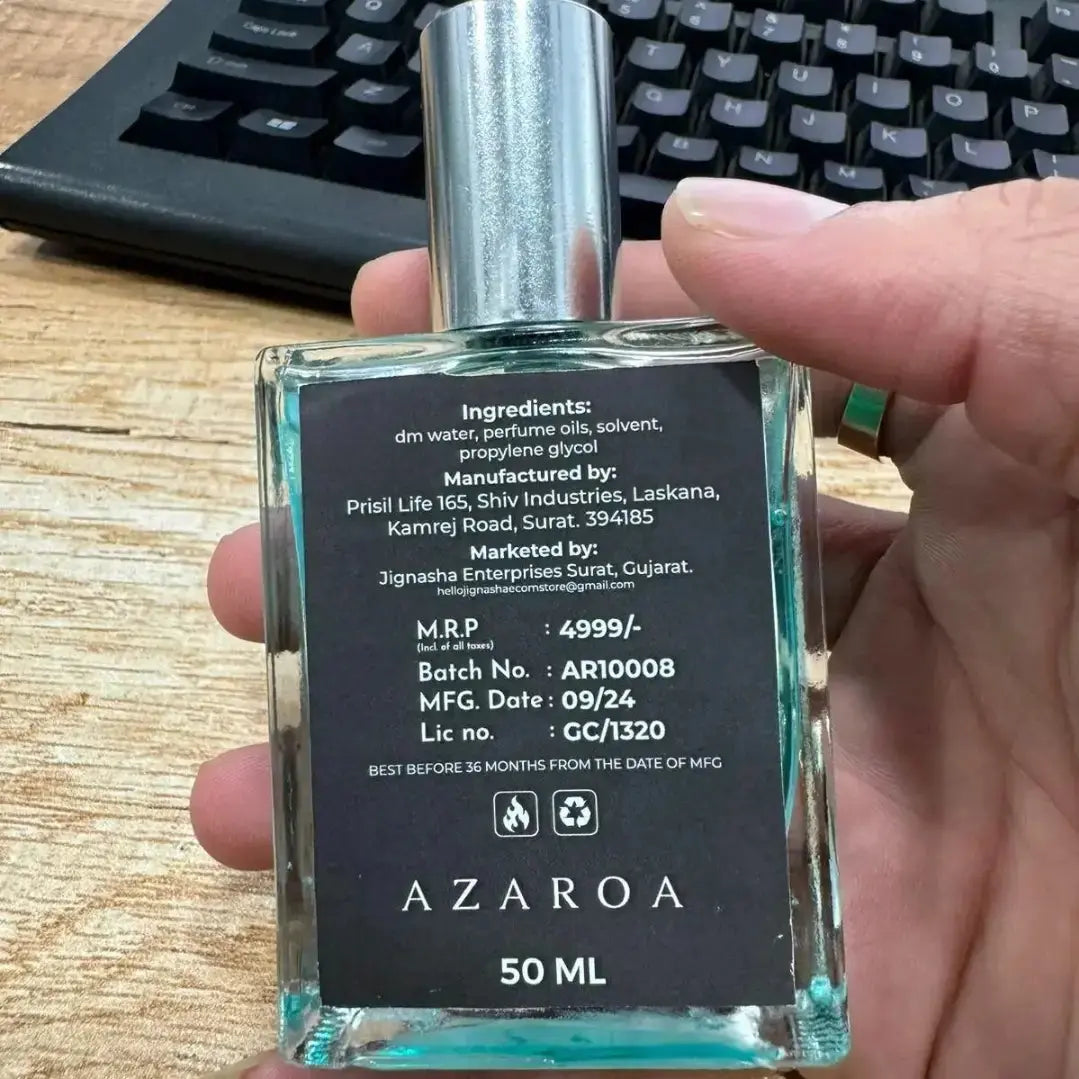 Caps Lock
Q
A
Z
T
Y
U
I
O
P
G
H
J
K
L
B
N
M
Ingredients:
dm water, perfume oils, solvent,
propylene glycol
Manufactured by:
Prisil Life 165, Shiv Industries, Laskana,
Kamrej Road, Surat. 394185
Marketed by:
Jignasha Enterprises Surat, Gujarat.
hellojignashaecomstore@gmail.com
M.R.P : 4999/-
(Incl. of all taxes)
Batch No. : AR10008
MFG. Date : 09/24
Lic no. : GC/1320
BEST BEFORE 36 MONTHS FROM THE DATE OF MFG
AZAROA
50 ML